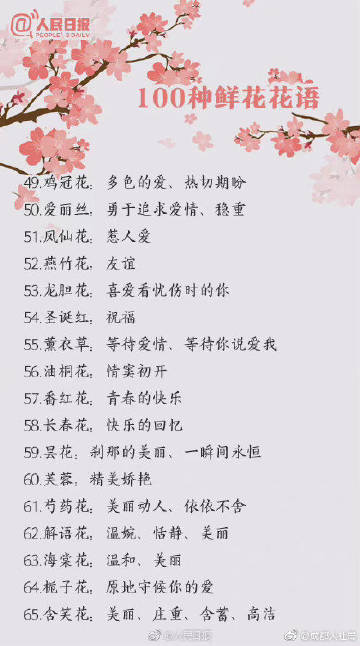 @人民日报
PEOPLE'S DAILY
100种鲜花花语
49.鸡冠花：多色的爱、热切期盼
50.爱丽丝：勇于追求爱情、稳重
51.凤仙花：惹人爱
52.燕竹花：友谊
53.龙胆花：喜爱看忧伤时的你
54.圣诞红：祝福
55.薰衣草：等待爱情、等待你说爱我
56.油桐花：情窦初开
57.番红花：青春的快乐
58.长春花：快乐的回忆
59.昙花：刹那的美丽、一瞬间永恒
60.芙蓉：精美娇艳
61.芍药花：美丽动人、依依不舍
62.解语花：温婉、恬静、美丽
63.海棠花：温和、美丽
64.栀子花：原地守候你的爱
65.含笑花：美丽、庄重、含蓄、高洁
@人民日报